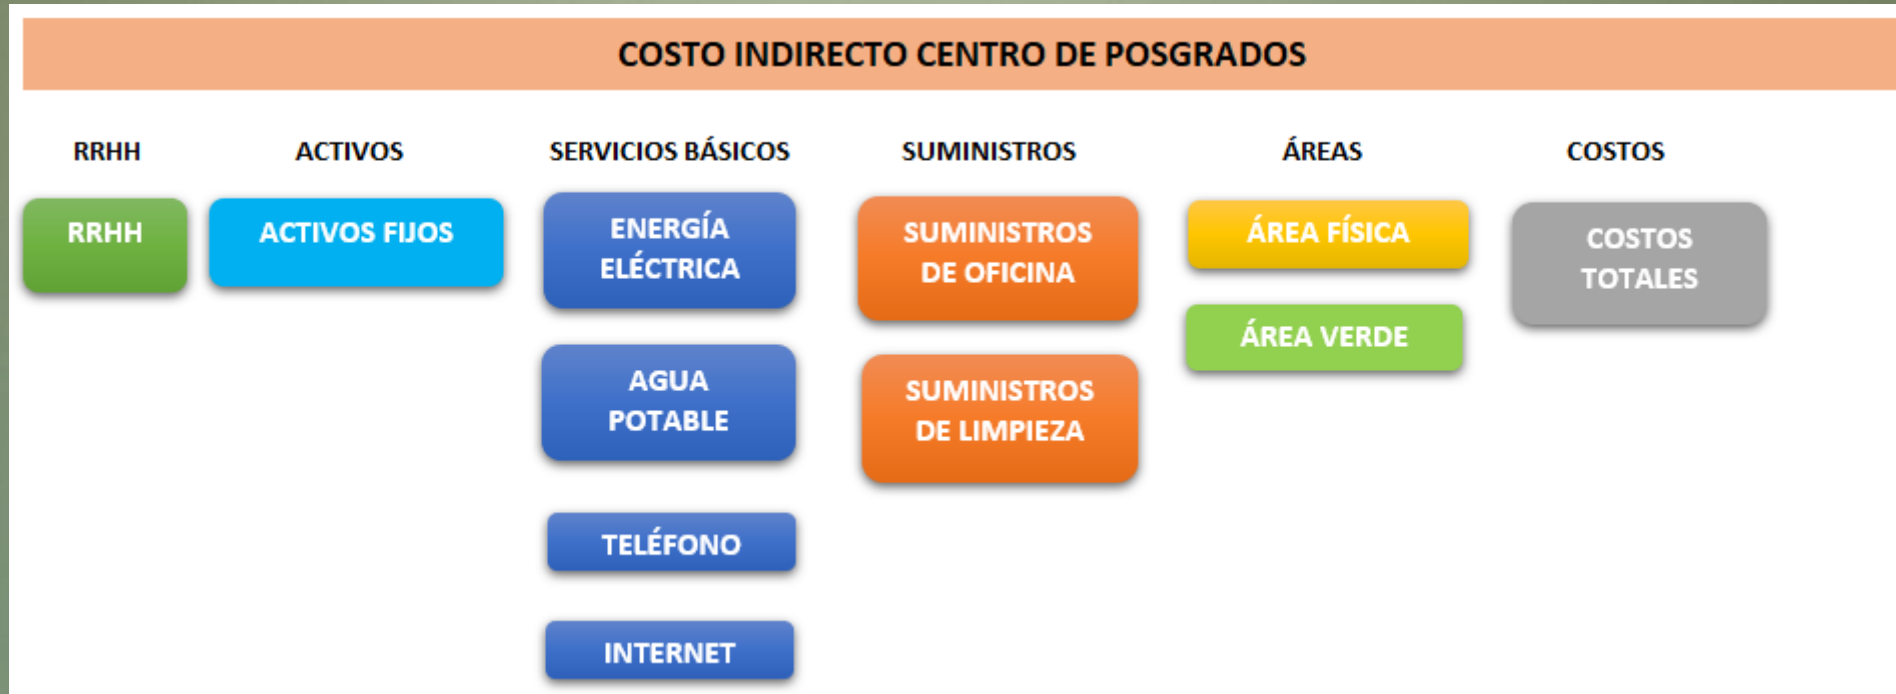 COSTO INDIRECTO CENTRO DE POSGRADOS
RRHH
ACTIVOS
SERVICIOS BÁSICOS
SUMINISTROS
ÁREAS
COSTOS
RRHH
ACTIVOS FIJOS
ENERGÍA
ELÉCTRICA
AGUA
POTABLE
TELÉFONO
INTERNET
SUMINISTROS
DE OFICINA
SUMINISTROS
DE LIMPIEZA
ÁREA FÍSICA
ÁREA VERDE
COSTOS
TOTALES